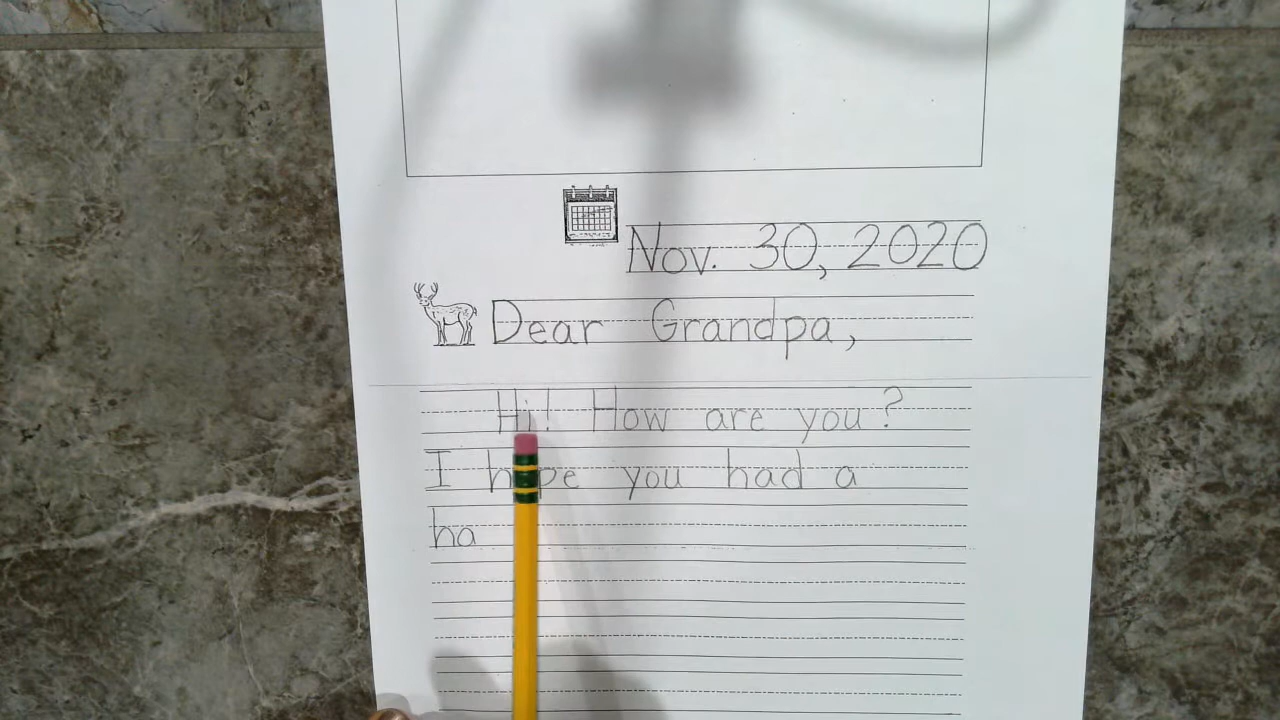 Nov. 30, 2020
Dear Grandpa,
Hi! How are you?
I hope you had a
ha